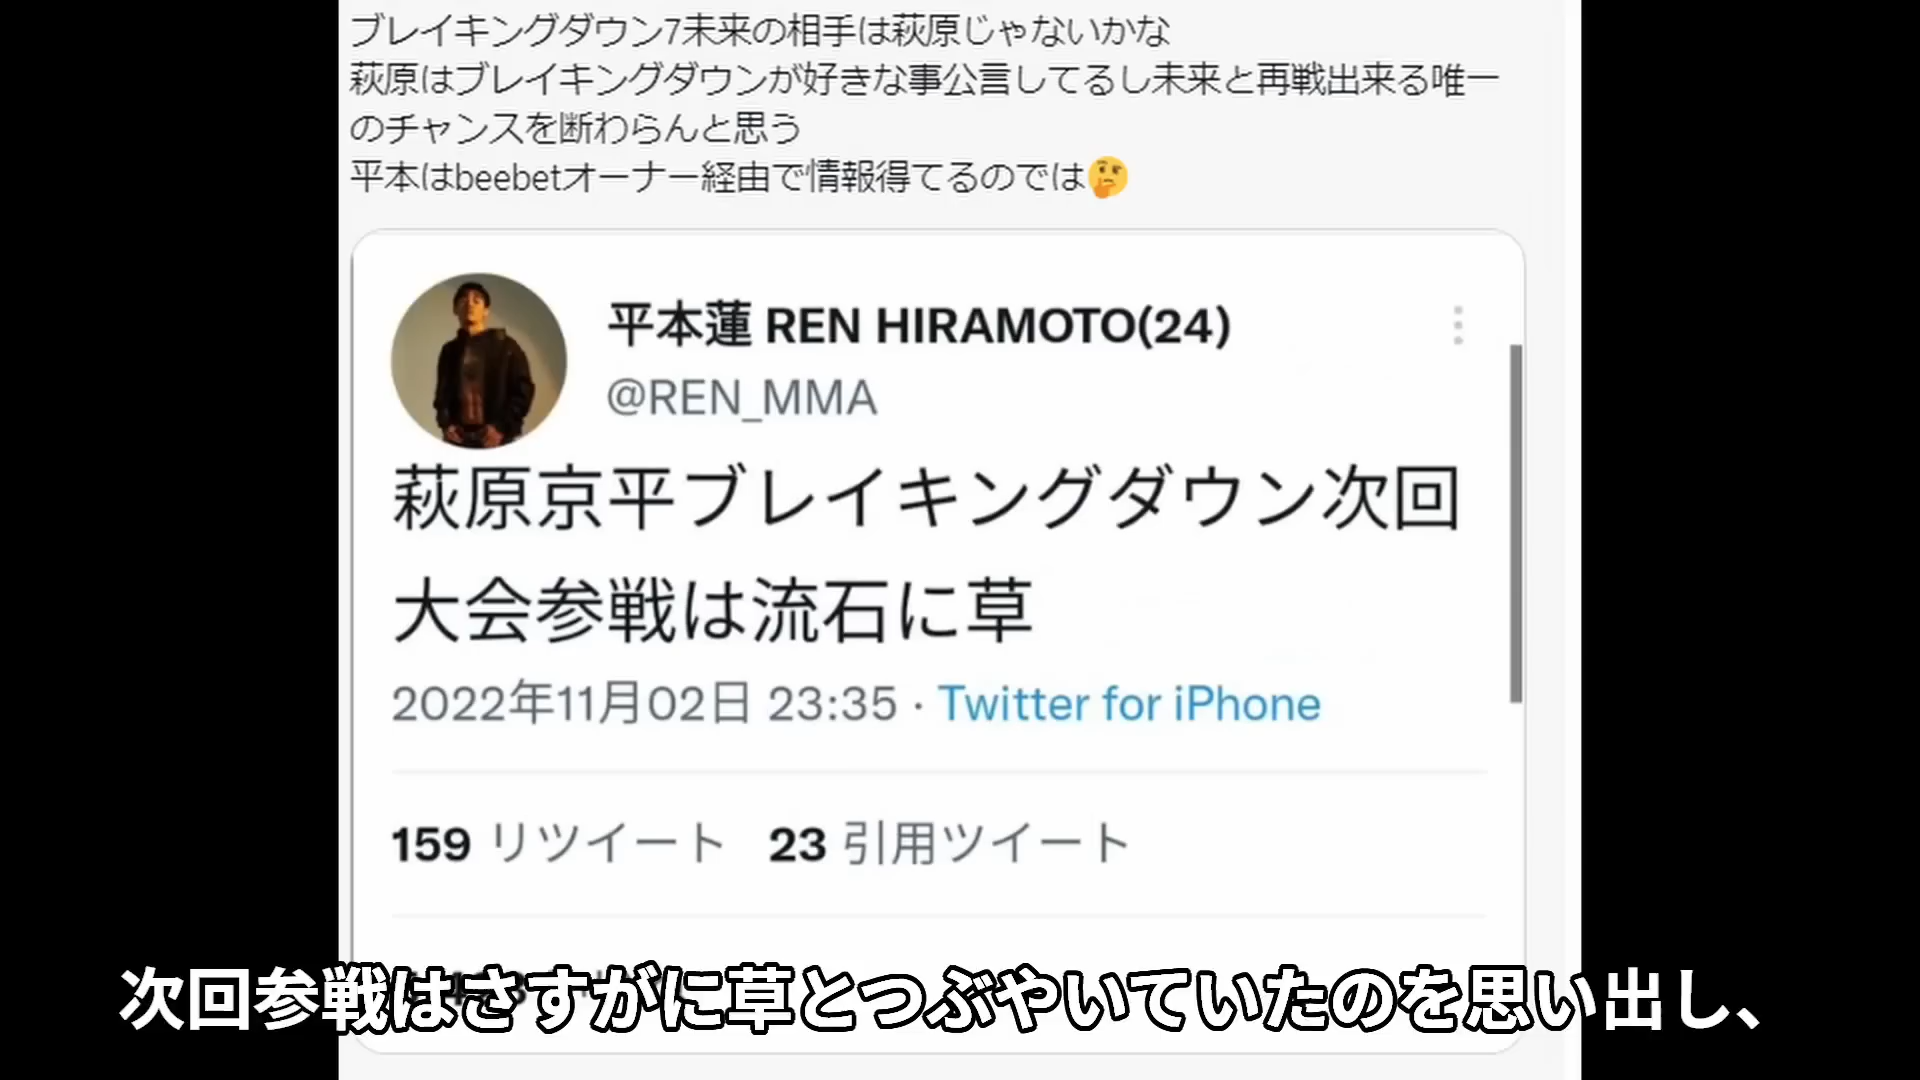 ブレイキングダウン7未来の相手は萩原じゃないかな
萩原はブレイキングダウンが好きな事公言してるし未来と再戦出来る唯一
のチャンスを断わらんと思う
平本はbeebetオーナー経由で情報得てるのでは🤔
平本蓮 REN HIRAMOTO(24)
@REN_MMA
萩原京平ブレイキングダウン次回
大会参戦は流石に草
2022年11月02日 23:35 · Twitter for iPhone
159 リツイート 23 引用ツイート
次回参戦はさすがに草とつぶやいていたのを思い出し、